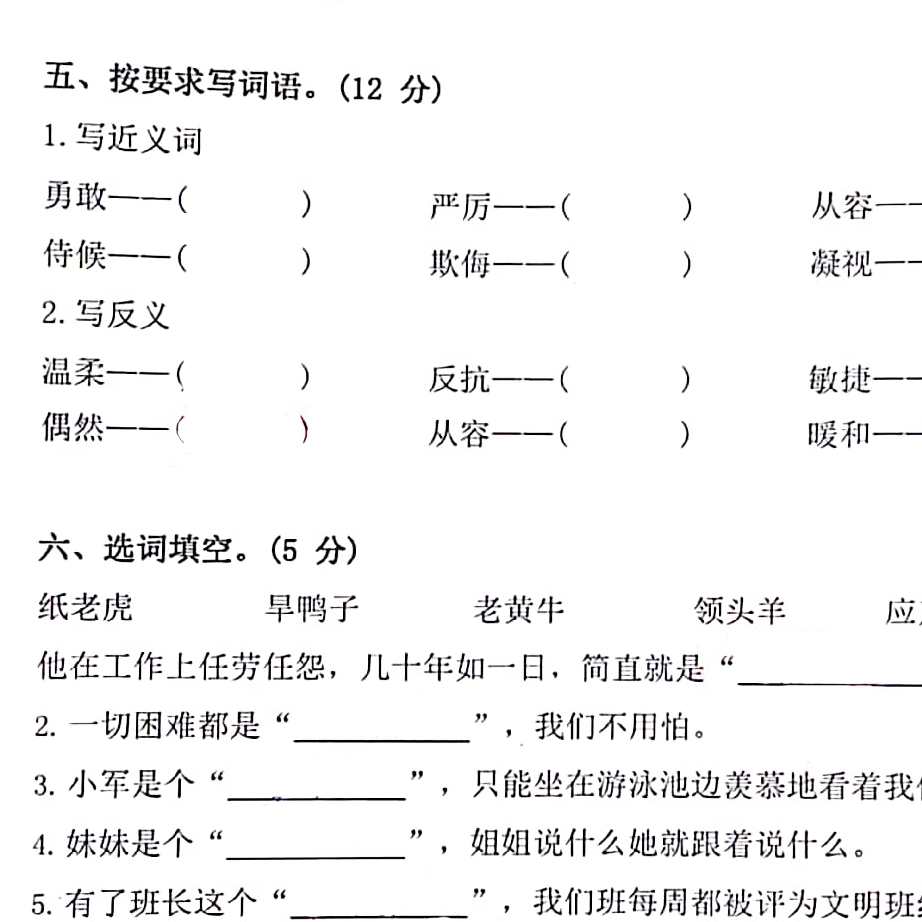 五、按要求写词语。(12 分)
1. 写近义词
勇敢——( ) 严厉——( ) 从容——
侍候——( ) 欺侮——( ) 凝视——
2. 写反义
温柔——( ) 反抗——( ) 敏捷——
偶然——( ) 从容——( ) 暖和——
六、选词填空。(5 分)
纸老虎 旱鸭子 老黄牛 领头羊 应
他在工作上任劳任怨，几十年如一日，简直就是“________
2. 一切困难都是“________”，我们不用怕。
3. 小军是个“________”，只能坐在游泳池边羡慕地看着我
4. 妹妹是个“________”，姐姐说什么她就跟着说什么。
5. 有了班长这个“________”，我们班每周都被评为文明班